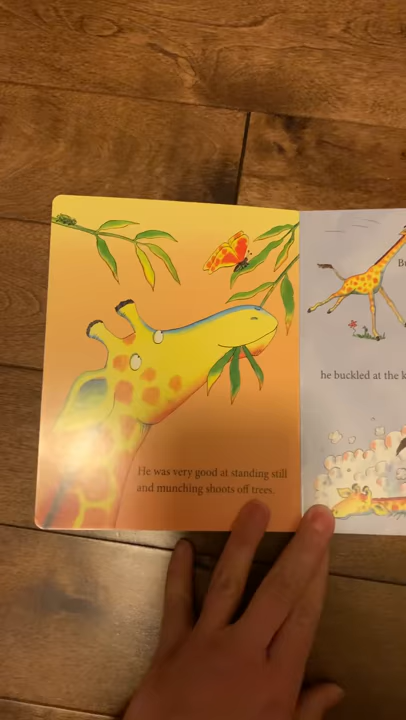 He was very good at standing still
and munching shoots off trees.
he buckled at the